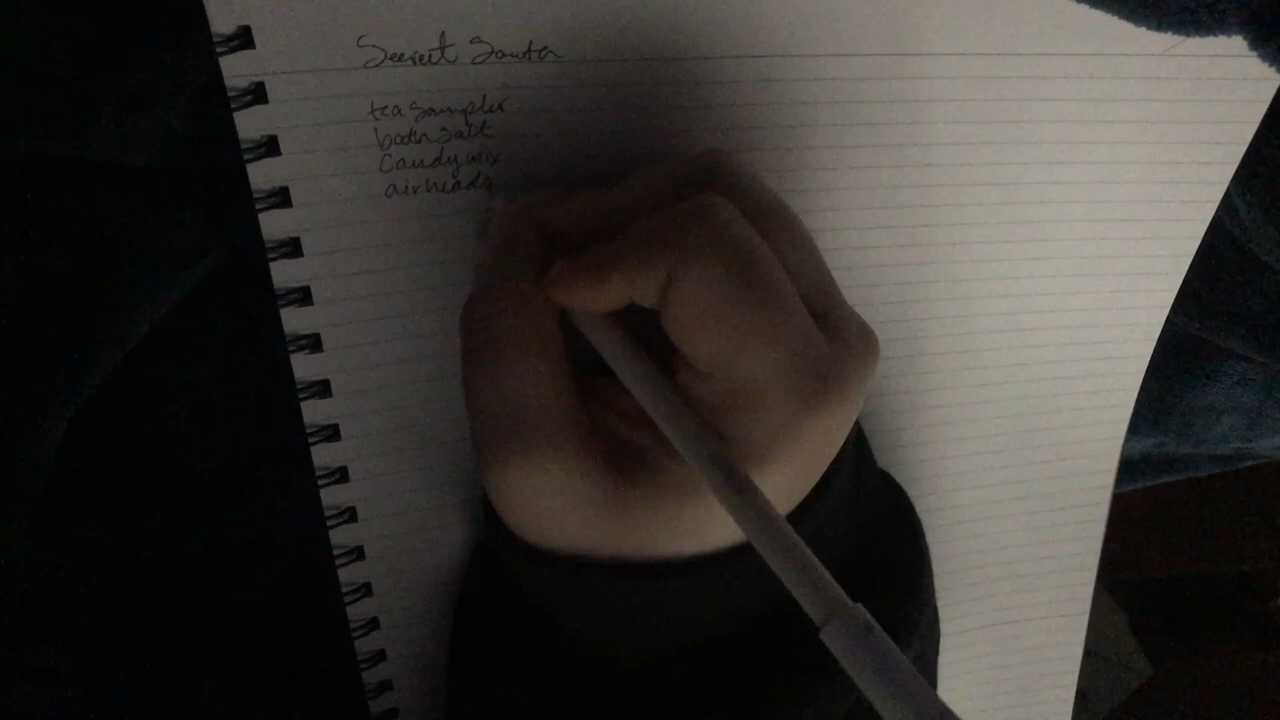 Secret Santa
tea sampler
bath salt
Candy mix
airheads